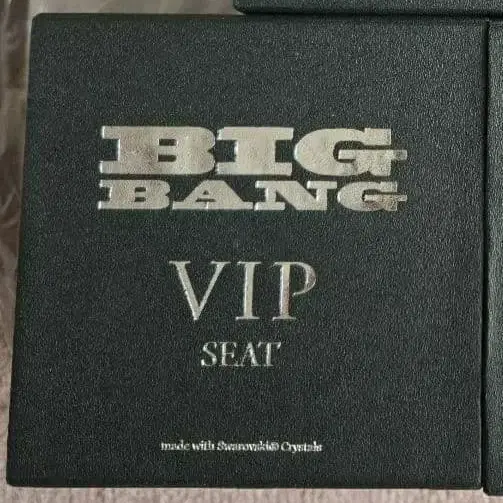 BIG
BANG
VIP
SEAT
made with Swarovski® Crystals